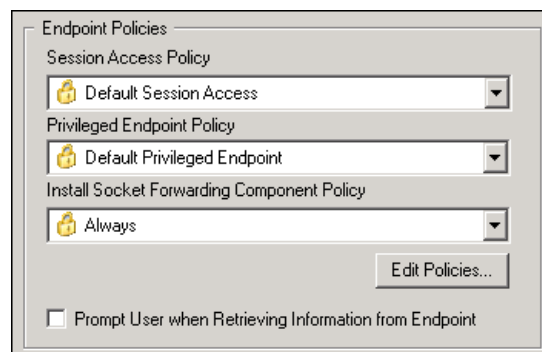 Endpoint Policies
Session Access Policy
Default Session Access
Privileged Endpoint Policy
Default Privileged Endpoint
Install Socket Forwarding Component Policy
Always
Edit Policies...
Prompt User when Retrieving Information from Endpoint